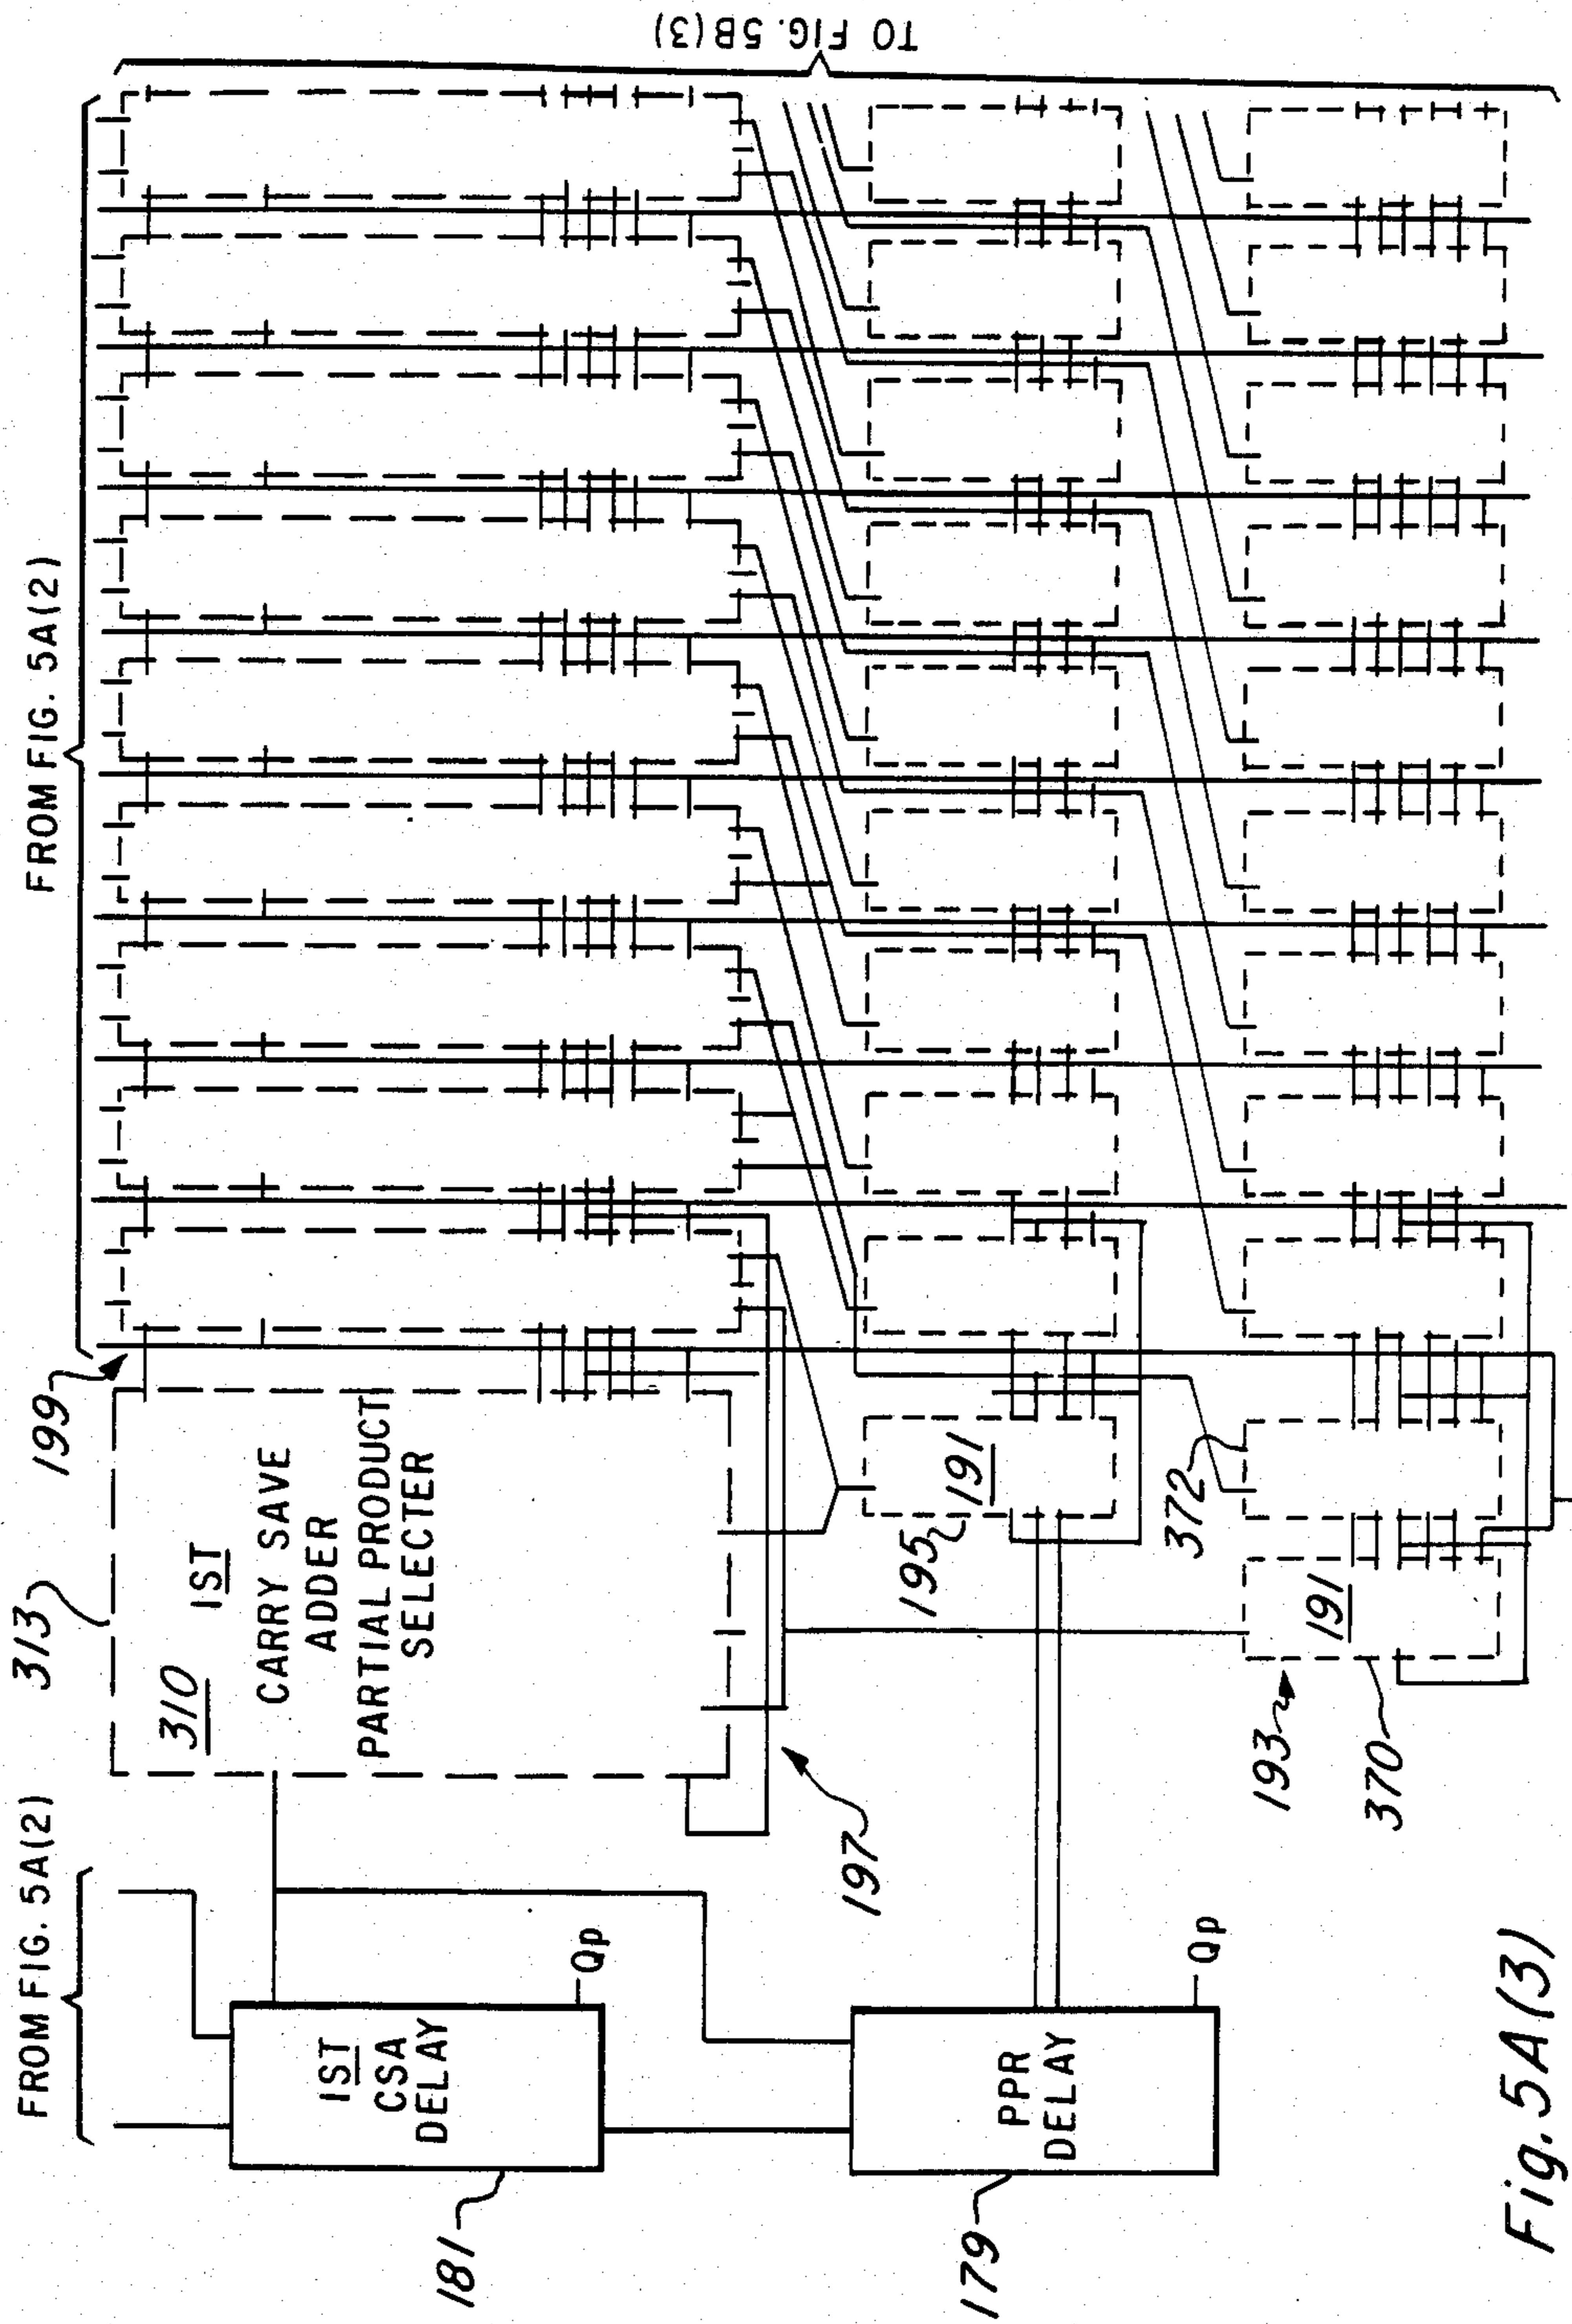 FROM FIG. 5A(2)
FROM FIG. 5A(2)
TO FIG. 5B(3)
313
199
310
1ST
CARRY SAVE
ADDER
PARTIAL PRODUCT
SELECTER
1ST
CSA
DELAY
Qp
181
197
195
191
372
PPR
DELAY
Qp
179
193
191
370
Fig. 5A(3)